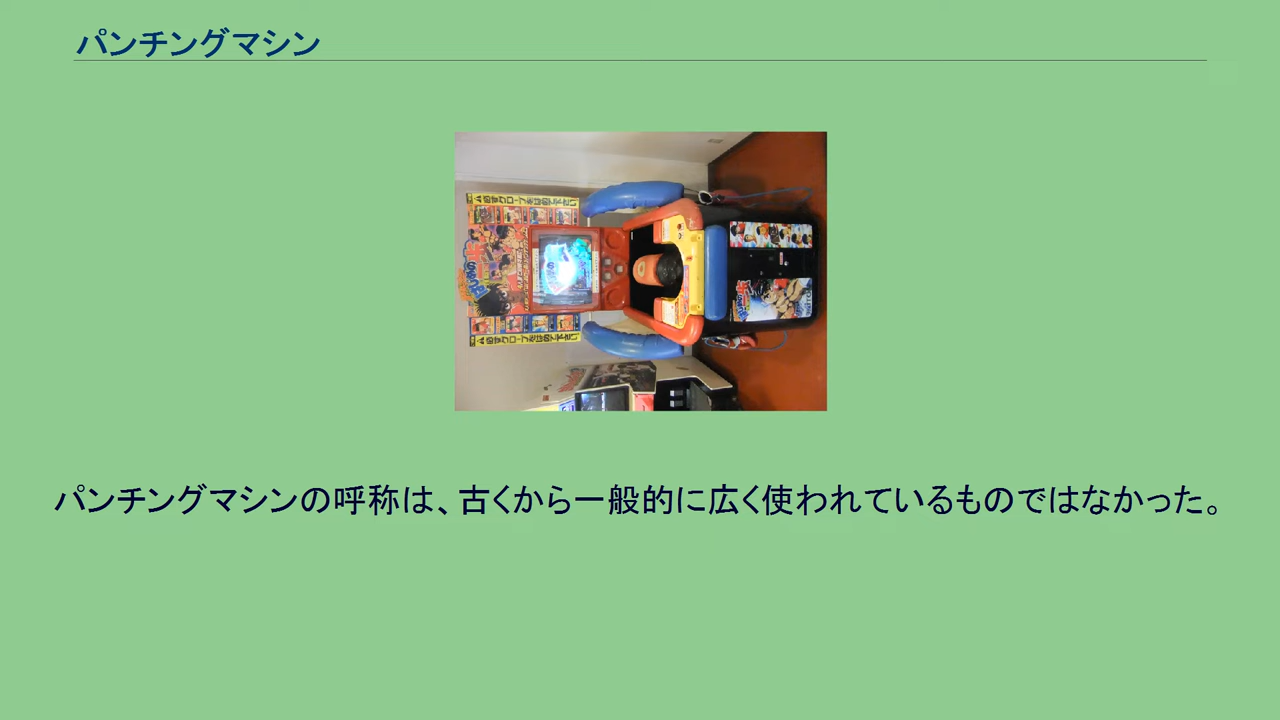 パンチングマシン
パンチングマシンの呼称は、古くから一般的に広く使われているものではなかった。